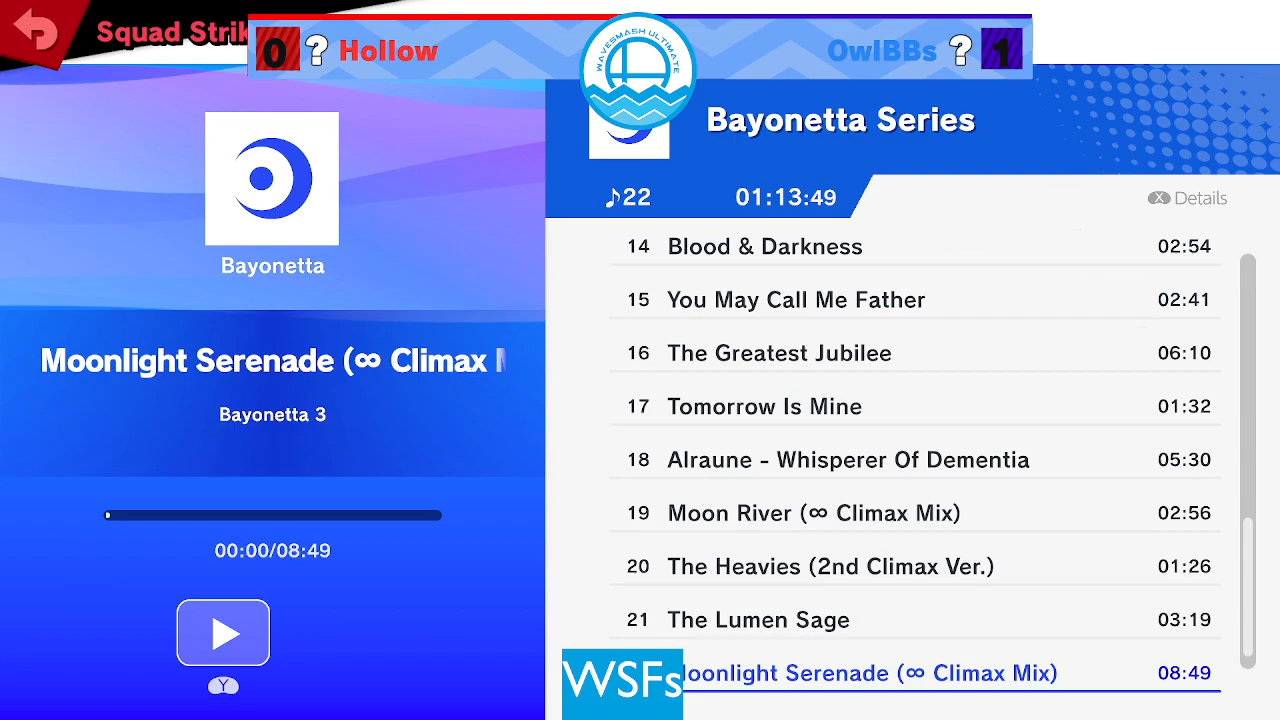 Squad Strik
0 ? Hollow
WAVESMASH ULTIMATE
OwlBBs ? 1
Bayonetta
Moonlight Serenade (∞ Climax M
Bayonetta 3
00:00/08:49
Y
Bayonetta Series
♪22 01:13:49
X Details
14 Blood & Darkness 02:54
15 You May Call Me Father 02:41
16 The Greatest Jubilee 06:10
17 Tomorrow Is Mine 01:32
18 Alraune - Whisperer Of Dementia 05:30
19 Moon River (∞ Climax Mix) 02:56
20 The Heavies (2nd Climax Ver.) 01:26
21 The Lumen Sage 03:19
oonlight Serenade (∞ Climax Mix) 08:49
WSFs